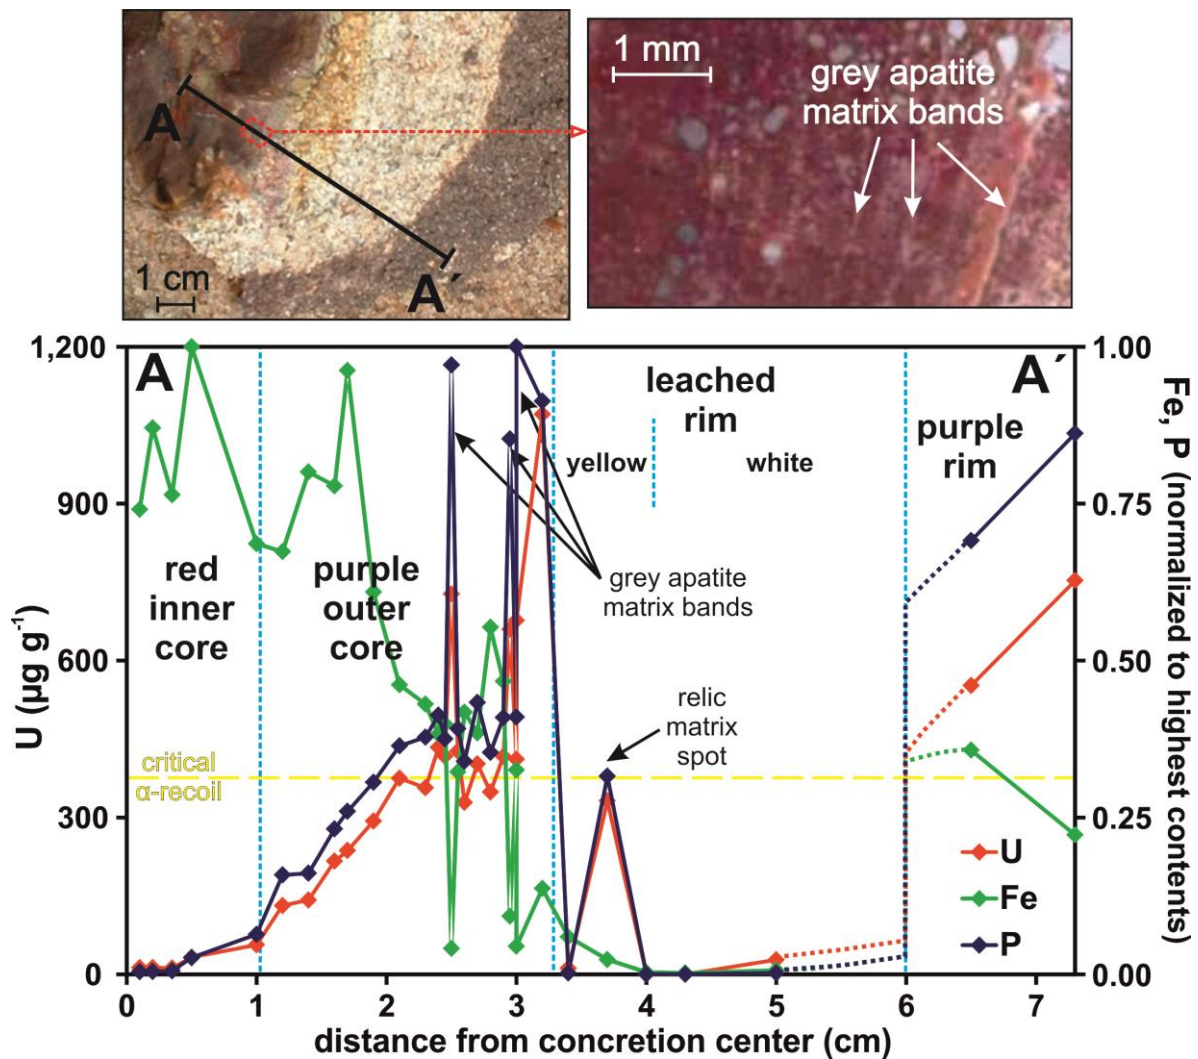 A
A´
1 cm
1 mm
grey apatite
matrix bands
A
A´
1,200
900
600
300
0
U (µg g⁻¹)
1.00
0.75
0.50
0.25
0.00
Fe, P (normalized to highest contents)
red
inner
core
purple
outer
core
leached
rim
yellow
white
purple
rim
grey apatite
matrix bands
relic
matrix
spot
critical
α-recoil
U
Fe
P
0
1
2
3
4
5
6
7
distance from concretion center (cm)